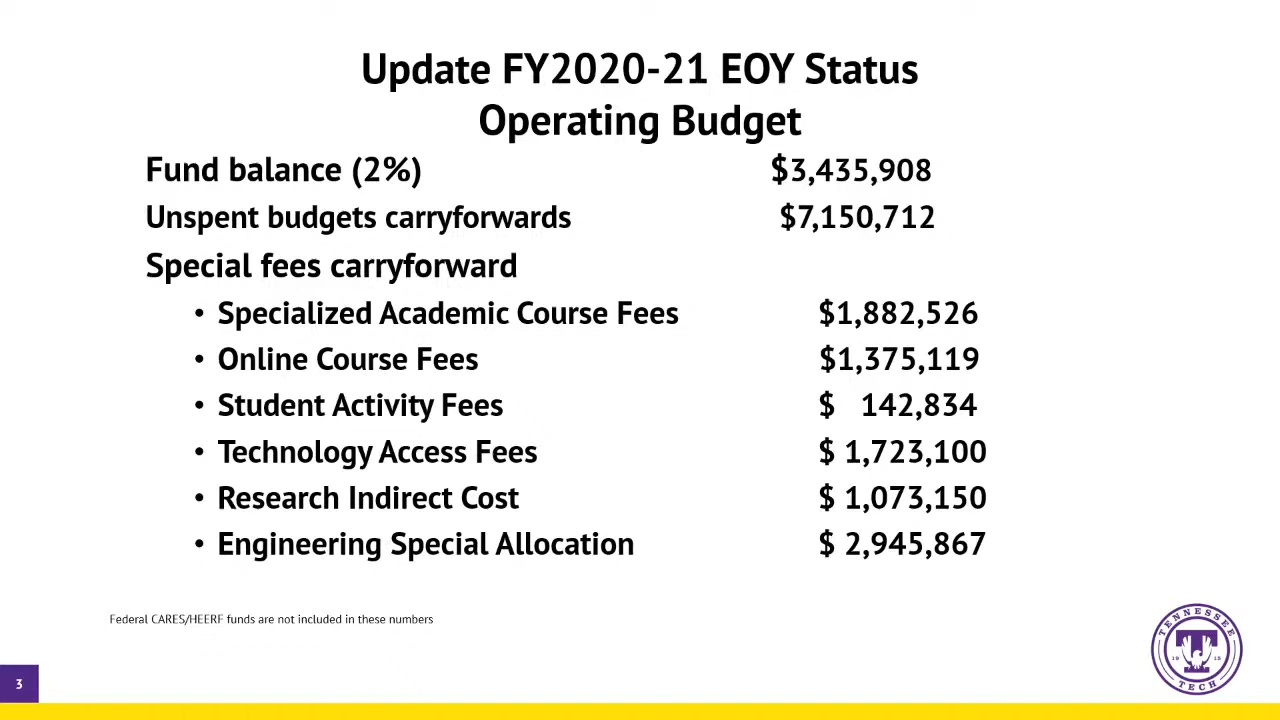 Update FY2020-21 EOY Status
Operating Budget
Fund balance (2%) $3,435,908
Unspent budgets carryforwards $7,150,712
Special fees carryforward
• Specialized Academic Course Fees $1,882,526
• Online Course Fees $1,375,119
• Student Activity Fees $ 142,834
• Technology Access Fees $ 1,723,100
• Research Indirect Cost $ 1,073,150
• Engineering Special Allocation $ 2,945,867
Federal CARES/HEERF funds are not included in these numbers
TENNESSEE
T
19 15
TECH
3